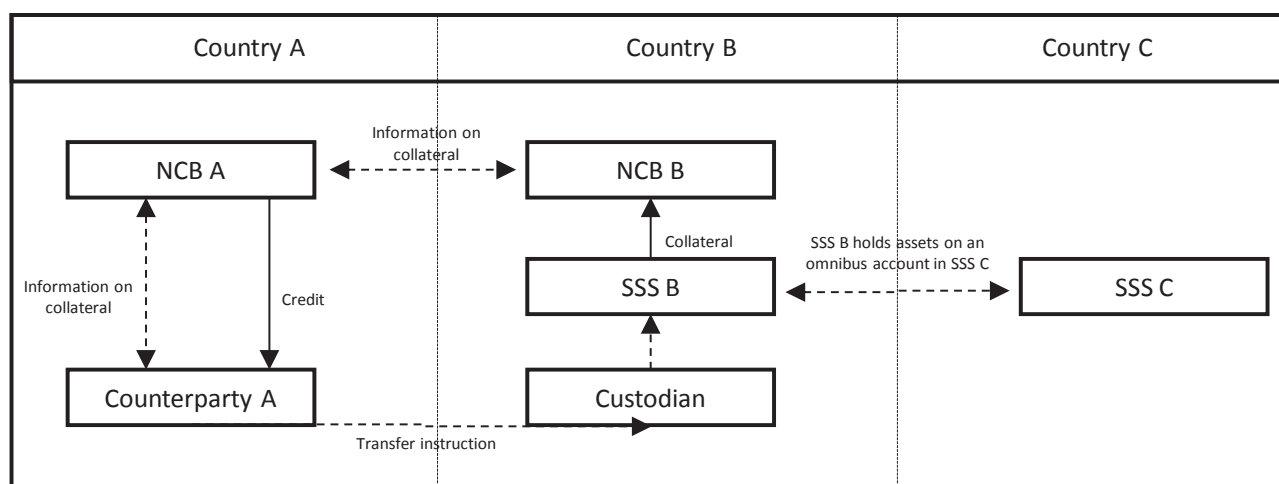 Country A
Country B
Country C
Information on
collateral
NCB A
NCB B
Collateral
SSS B holds assets on an
omnibus account in SSS C
Information on
collateral
Credit
SSS B
SSS C
Counterparty A
Custodian
Transfer instruction